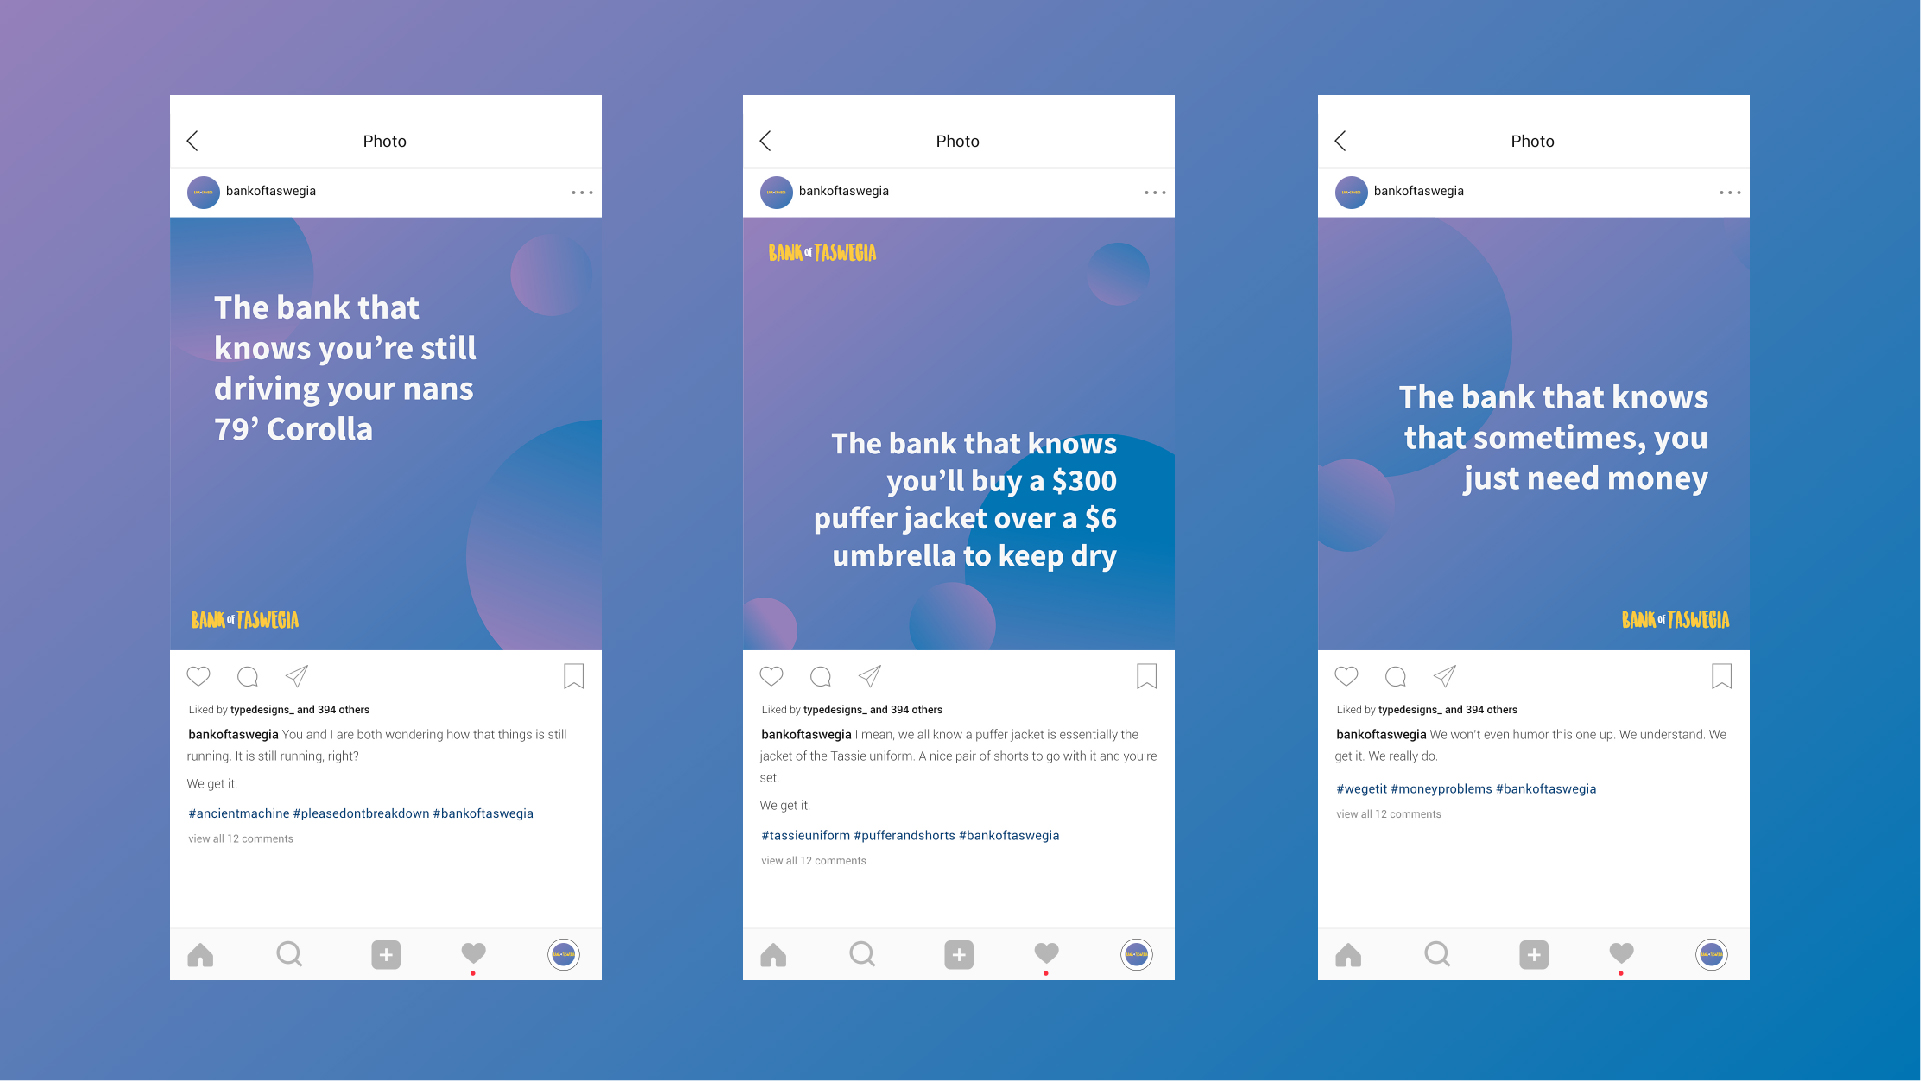 Photo
bankoftaswegia
The bank that
knows you're still
driving your nans
79' Corolla
BANK OF TASWEGIA
Liked by typedesigns_ and 394 others
bankoftaswegia You and I are both wondering how that things is still
running. It is still running, right?
We get it
#ancientmachine #pleasedontbreakdown #bankoftaswegia
view all 12 comments
Photo
bankoftaswegia
BANK OF TASWEGIA
The bank that knows
you'll buy a $300
puffer jacket over a $6
umbrella to keep dry
Liked by typedesigns_ and 394 others
bankoftaswegia I mean, we all know a puffer jacket is essentially the
jacket of the Tassie uniform. A nice pair of shorts to go with it and you're
set
We get it
#tassieuniform #pufferandshorts #bankoftaswegia
view all 12 comments
Photo
bankoftaswegia
The bank that knows
that sometimes, you
just need money
BANK OF TASWEGIA
Liked by typedesigns_ and 394 others
bankoftaswegia We won't even humor this one up. We understand. We
get it. We really do.
#wegetit #moneyproblems #bankoftaswegia
view all 12 comments